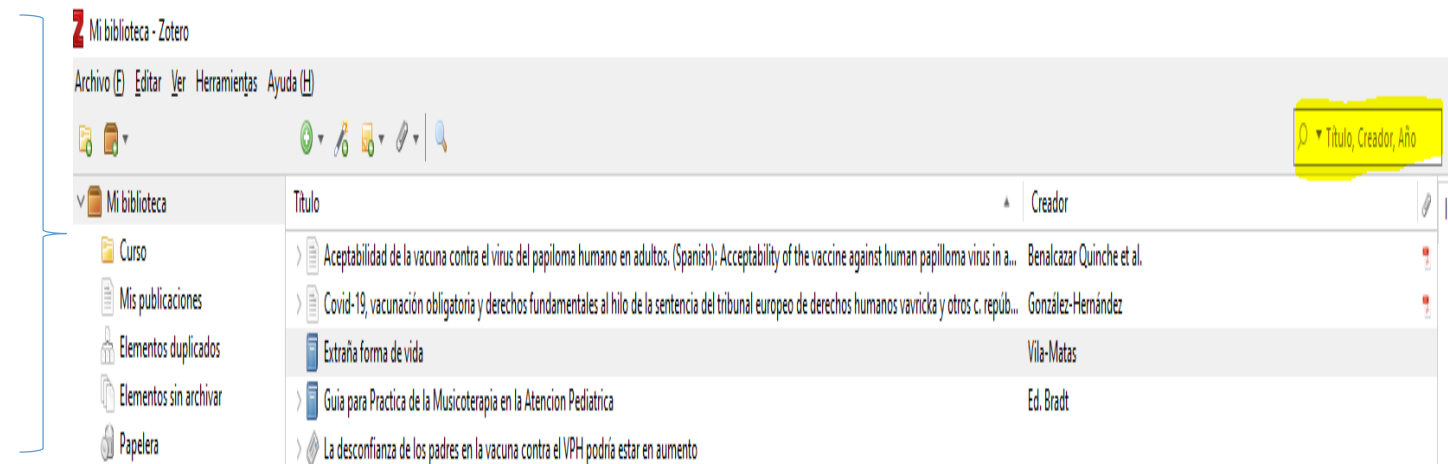 Mi biblioteca - Zotero
Archivo (F) Editar Ver Herramientas Ayuda (H)
Título, Creador, Año
Mi biblioteca
Título
Creador
Curso
Aceptabilidad de la vacuna contra el virus del papiloma humano en adultos. (Spanish): Acceptability of the vaccine against human papilloma virus in a...
Benalcazar Quinche et al.
Mis publicaciones
Covid-19, vacunación obligatoria y derechos fundamentales al hilo de la sentencia del tribunal europeo de derechos humanos vavricka y otros c. repúb...
González-Hernández
Elementos duplicados
Extraña forma de vida
Vila-Matas
Elementos sin archivar
Guia para Practica de la Musicoterapia en la Atencion Pediatrica
Ed. Bradt
Papelera
La desconfianza de los padres en la vacuna contra el VPH podría estar en aumento